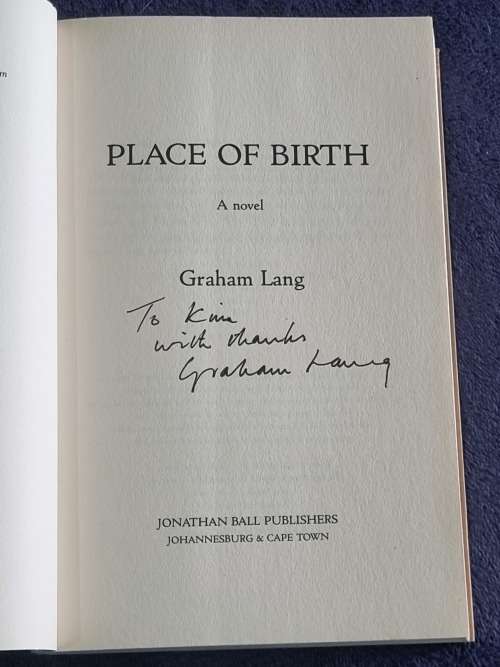 PLACE OF BIRTH
A novel
Graham Lang
To Kim
with thanks
Graham Lang
JONATHAN BALL PUBLISHERS
JOHANNESBURG & CAPE TOWN